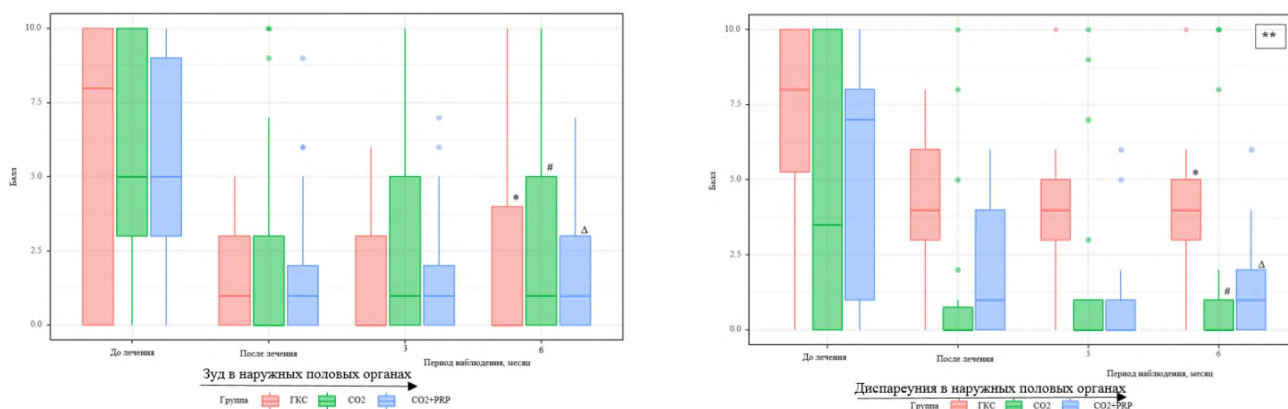 10.0
7.5
5.0
2.5
0.0
Балл
*
#
Δ
До лечения
После лечения
3
6
Период наблюдения, месяц
Зуд в наружных половых органах
Группа ГКС CO2 CO2+PRP
**
10.0
7.5
5.0
2.5
0.0
Балл
*
#
Δ
До лечения
После лечения
3
6
Период наблюдения, месяц
Диспареуния в наружных половых органах
Группа ГКС CO2 CO2+PRP